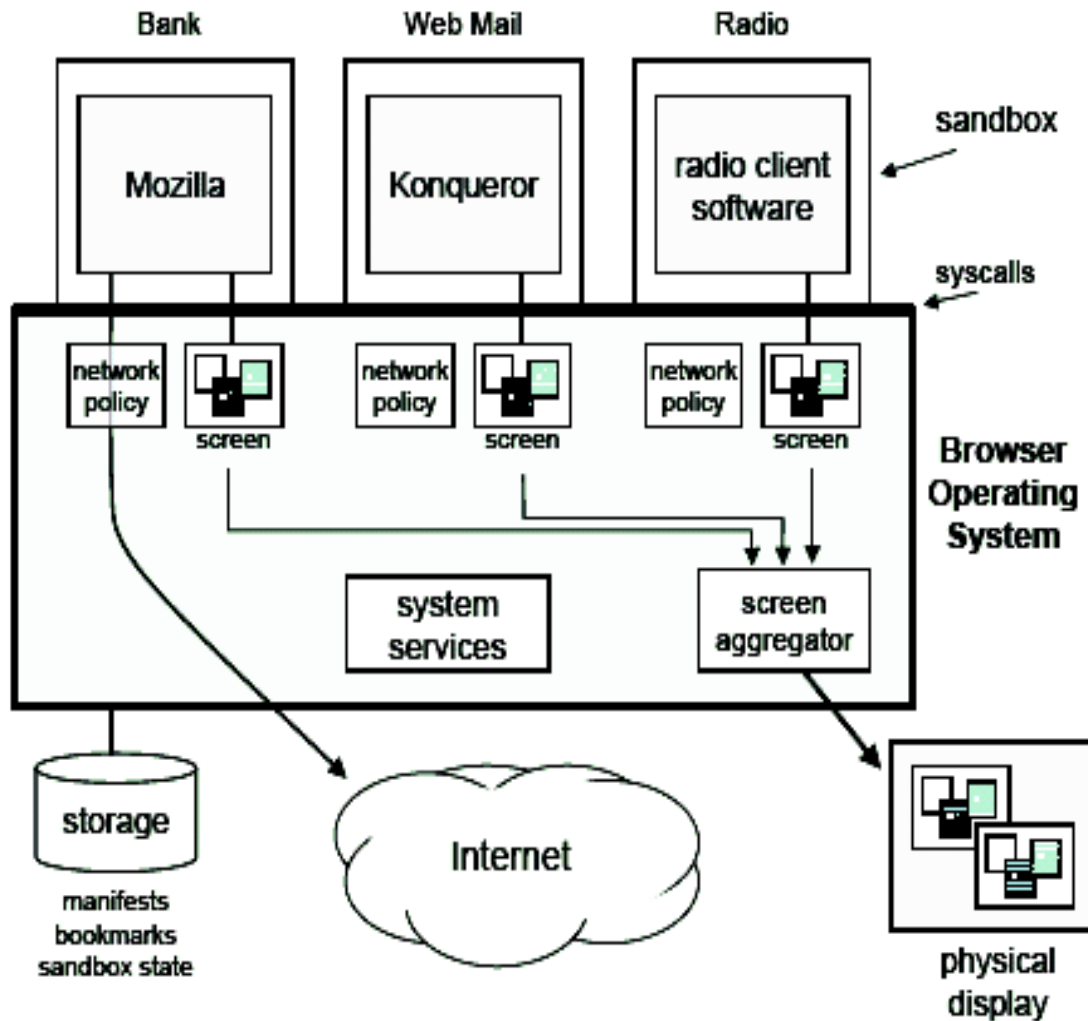 Bank
Web Mail
Radio
Mozilla
Konqueror
radio client
software
sandbox
syscalls
network
policy
screen
network
policy
screen
network
policy
screen
Browser
Operating
System
system
services
screen
aggregator
storage
manifests
bookmarks
sandbox state
Internet
physical
display